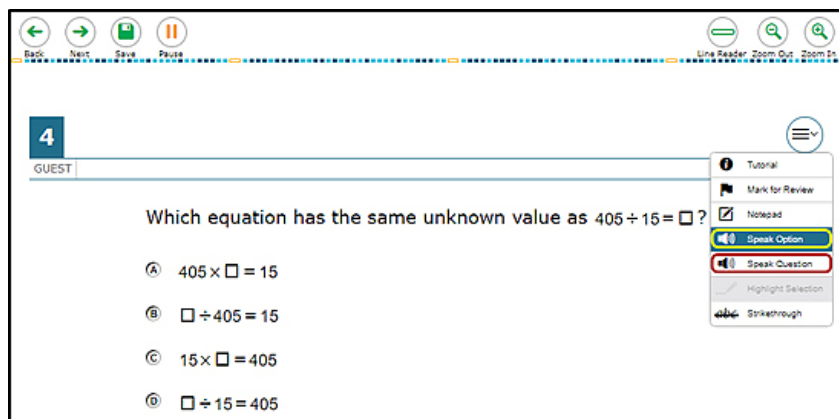 Back Next Save Pause Line Reader Zoom Out Zoom In
4
GUEST
Tutorial
Mark for Review
Notepad
Speak Option
Speak Question
Highlight Selection
abc Strikethrough
Which equation has the same unknown value as 405 ÷ 15 = □ ?
A 405 × □ = 15
B □ ÷ 405 = 15
C 15 × □ = 405
D □ ÷ 15 = 405